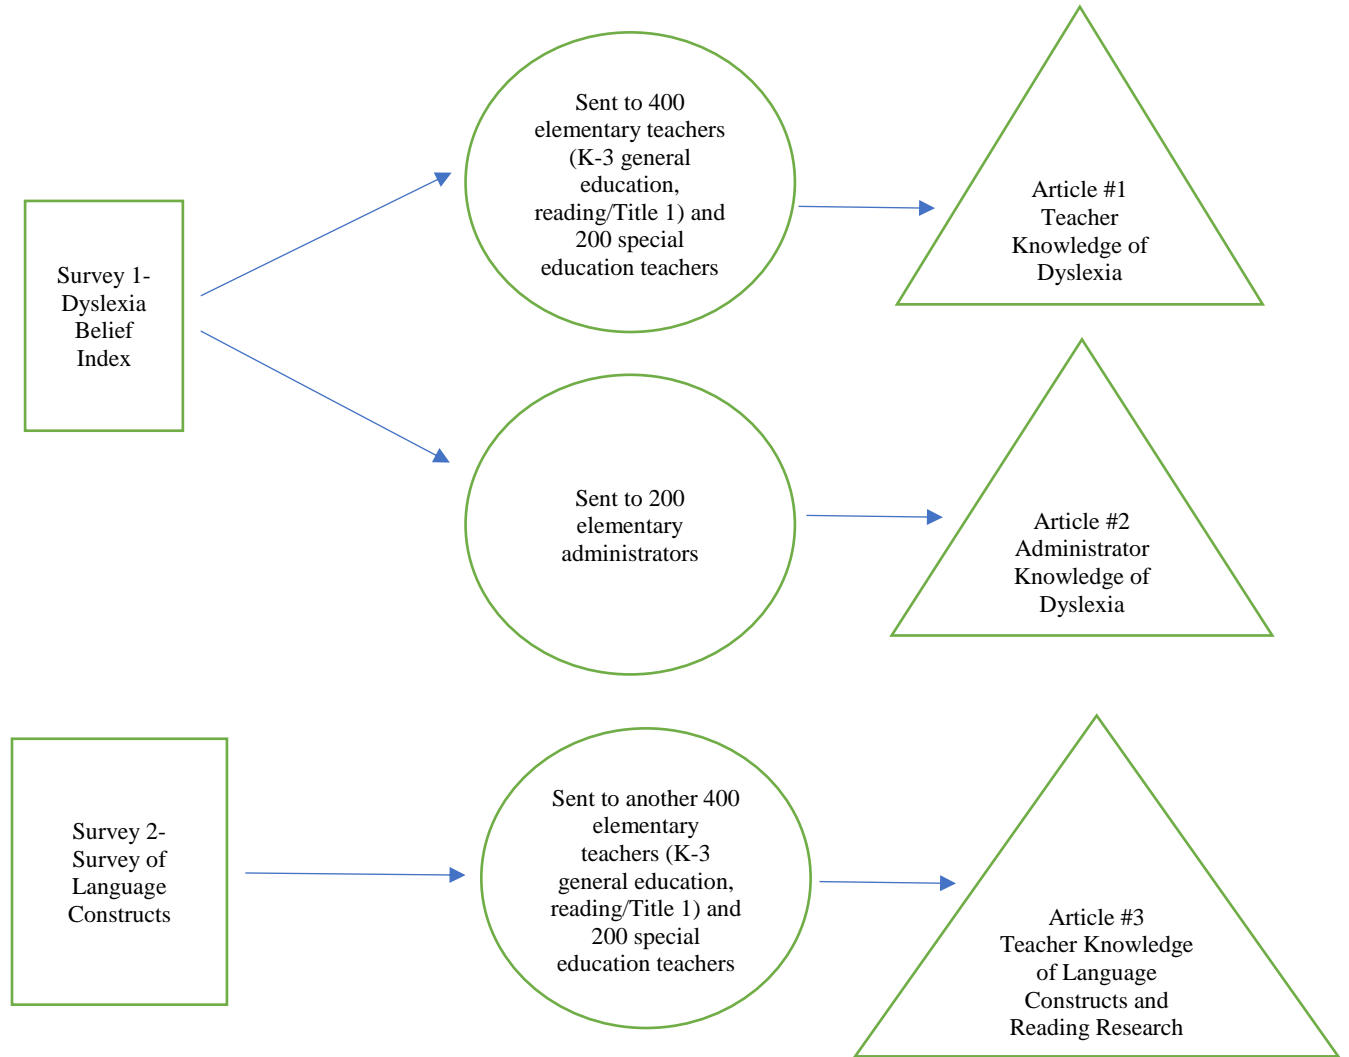 Survey 1-
Dyslexia
Belief
Index
Sent to 400
elementary teachers
(K-3 general
education,
reading/Title 1) and
200 special
education teachers
Article #1
Teacher
Knowledge of
Dyslexia
Sent to 200
elementary
administrators
Article #2
Administrator
Knowledge of
Dyslexia
Survey 2-
Survey of
Language
Constructs
Sent to another 400
elementary
teachers (K-3
general education,
reading/Title 1) and
200 special
education teachers
Article #3
Teacher Knowledge
of Language
Constructs and
Reading Research